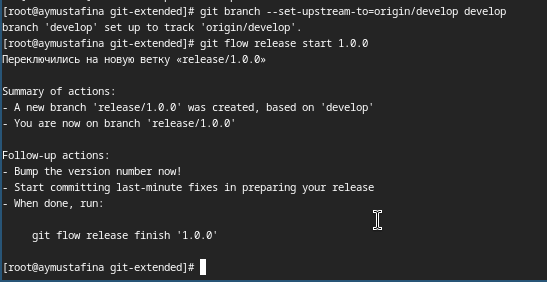 [root@aymustafina git-extended]# git branch --set-upstream-to=origin/develop develop
branch 'develop' set up to track 'origin/develop'.
[root@aymustafina git-extended]# git flow release start 1.0.0
Переключились на новую ветку «release/1.0.0»
Summary of actions:
- A new branch 'release/1.0.0' was created, based on 'develop'
- You are now on branch 'release/1.0.0'
Follow-up actions:
- Bump the version number now!
- Start committing last-minute fixes in preparing your release
- When done, run:
git flow release finish '1.0.0'
[root@aymustafina git-extended]#